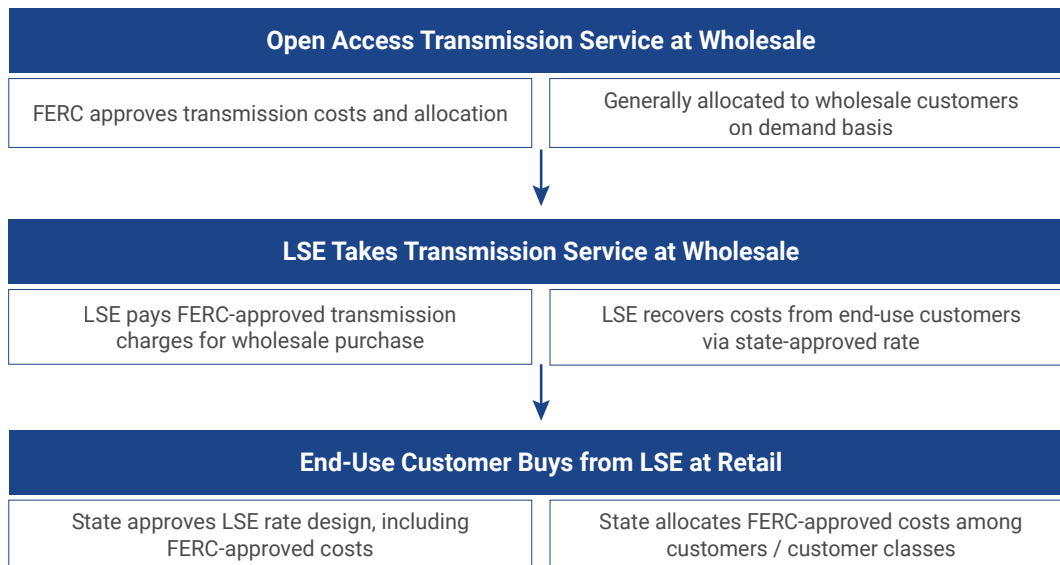 Open Access Transmission Service at Wholesale
FERC approves transmission costs and allocation
Generally allocated to wholesale customers
on demand basis
LSE Takes Transmission Service at Wholesale
LSE pays FERC-approved transmission
charges for wholesale purchase
LSE recovers costs from end-use customers
via state-approved rate
End-Use Customer Buys from LSE at Retail
State approves LSE rate design, including
FERC-approved costs
State allocates FERC-approved costs among
customers / customer classes